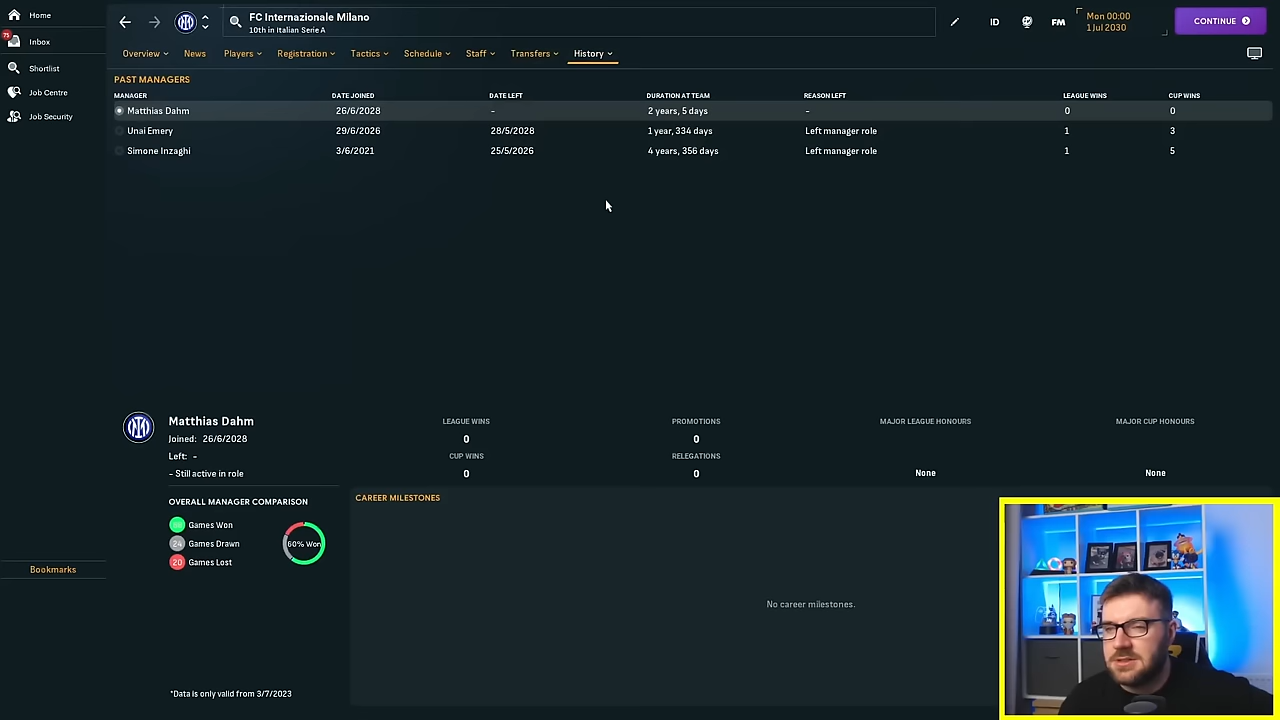 Home
FC Internazionale Milano
10th in Italian Serie A
ID
FM
Mon 00:00
1 Jul 2030
CONTINUE
75
Inbox
Overview
News
Players
Registration
Tactics
Schedule
Staff
Transfers
History
Shortlist
Job Centre
Job Security
PAST MANAGERS
MANAGER DATE JOINED DATE LEFT DURATION AT TEAM REASON LEFT LEAGUE WINS CUP WINS
Matthias Dahm 26/6/2028 - 2 years, 5 days - 0 0
Unai Emery 29/6/2026 28/5/2028 1 year, 334 days Left manager role 1 3
Simone Inzaghi 3/6/2021 25/5/2026 4 years, 356 days Left manager role 1 5
Matthias Dahm
Joined: 26/6/2028
Left: -
- Still active in role
LEAGUE WINS
0
CUP WINS
0
PROMOTIONS
0
RELEGATIONS
0
MAJOR LEAGUE HONOURS
None
MAJOR CUP HONOURS
None
OVERALL MANAGER COMPARISON
Games Won
24 Games Drawn
20 Games Lost
60% Won
CAREER MILESTONES
No career milestones.
Bookmarks
*Data is only valid from 3/7/2023